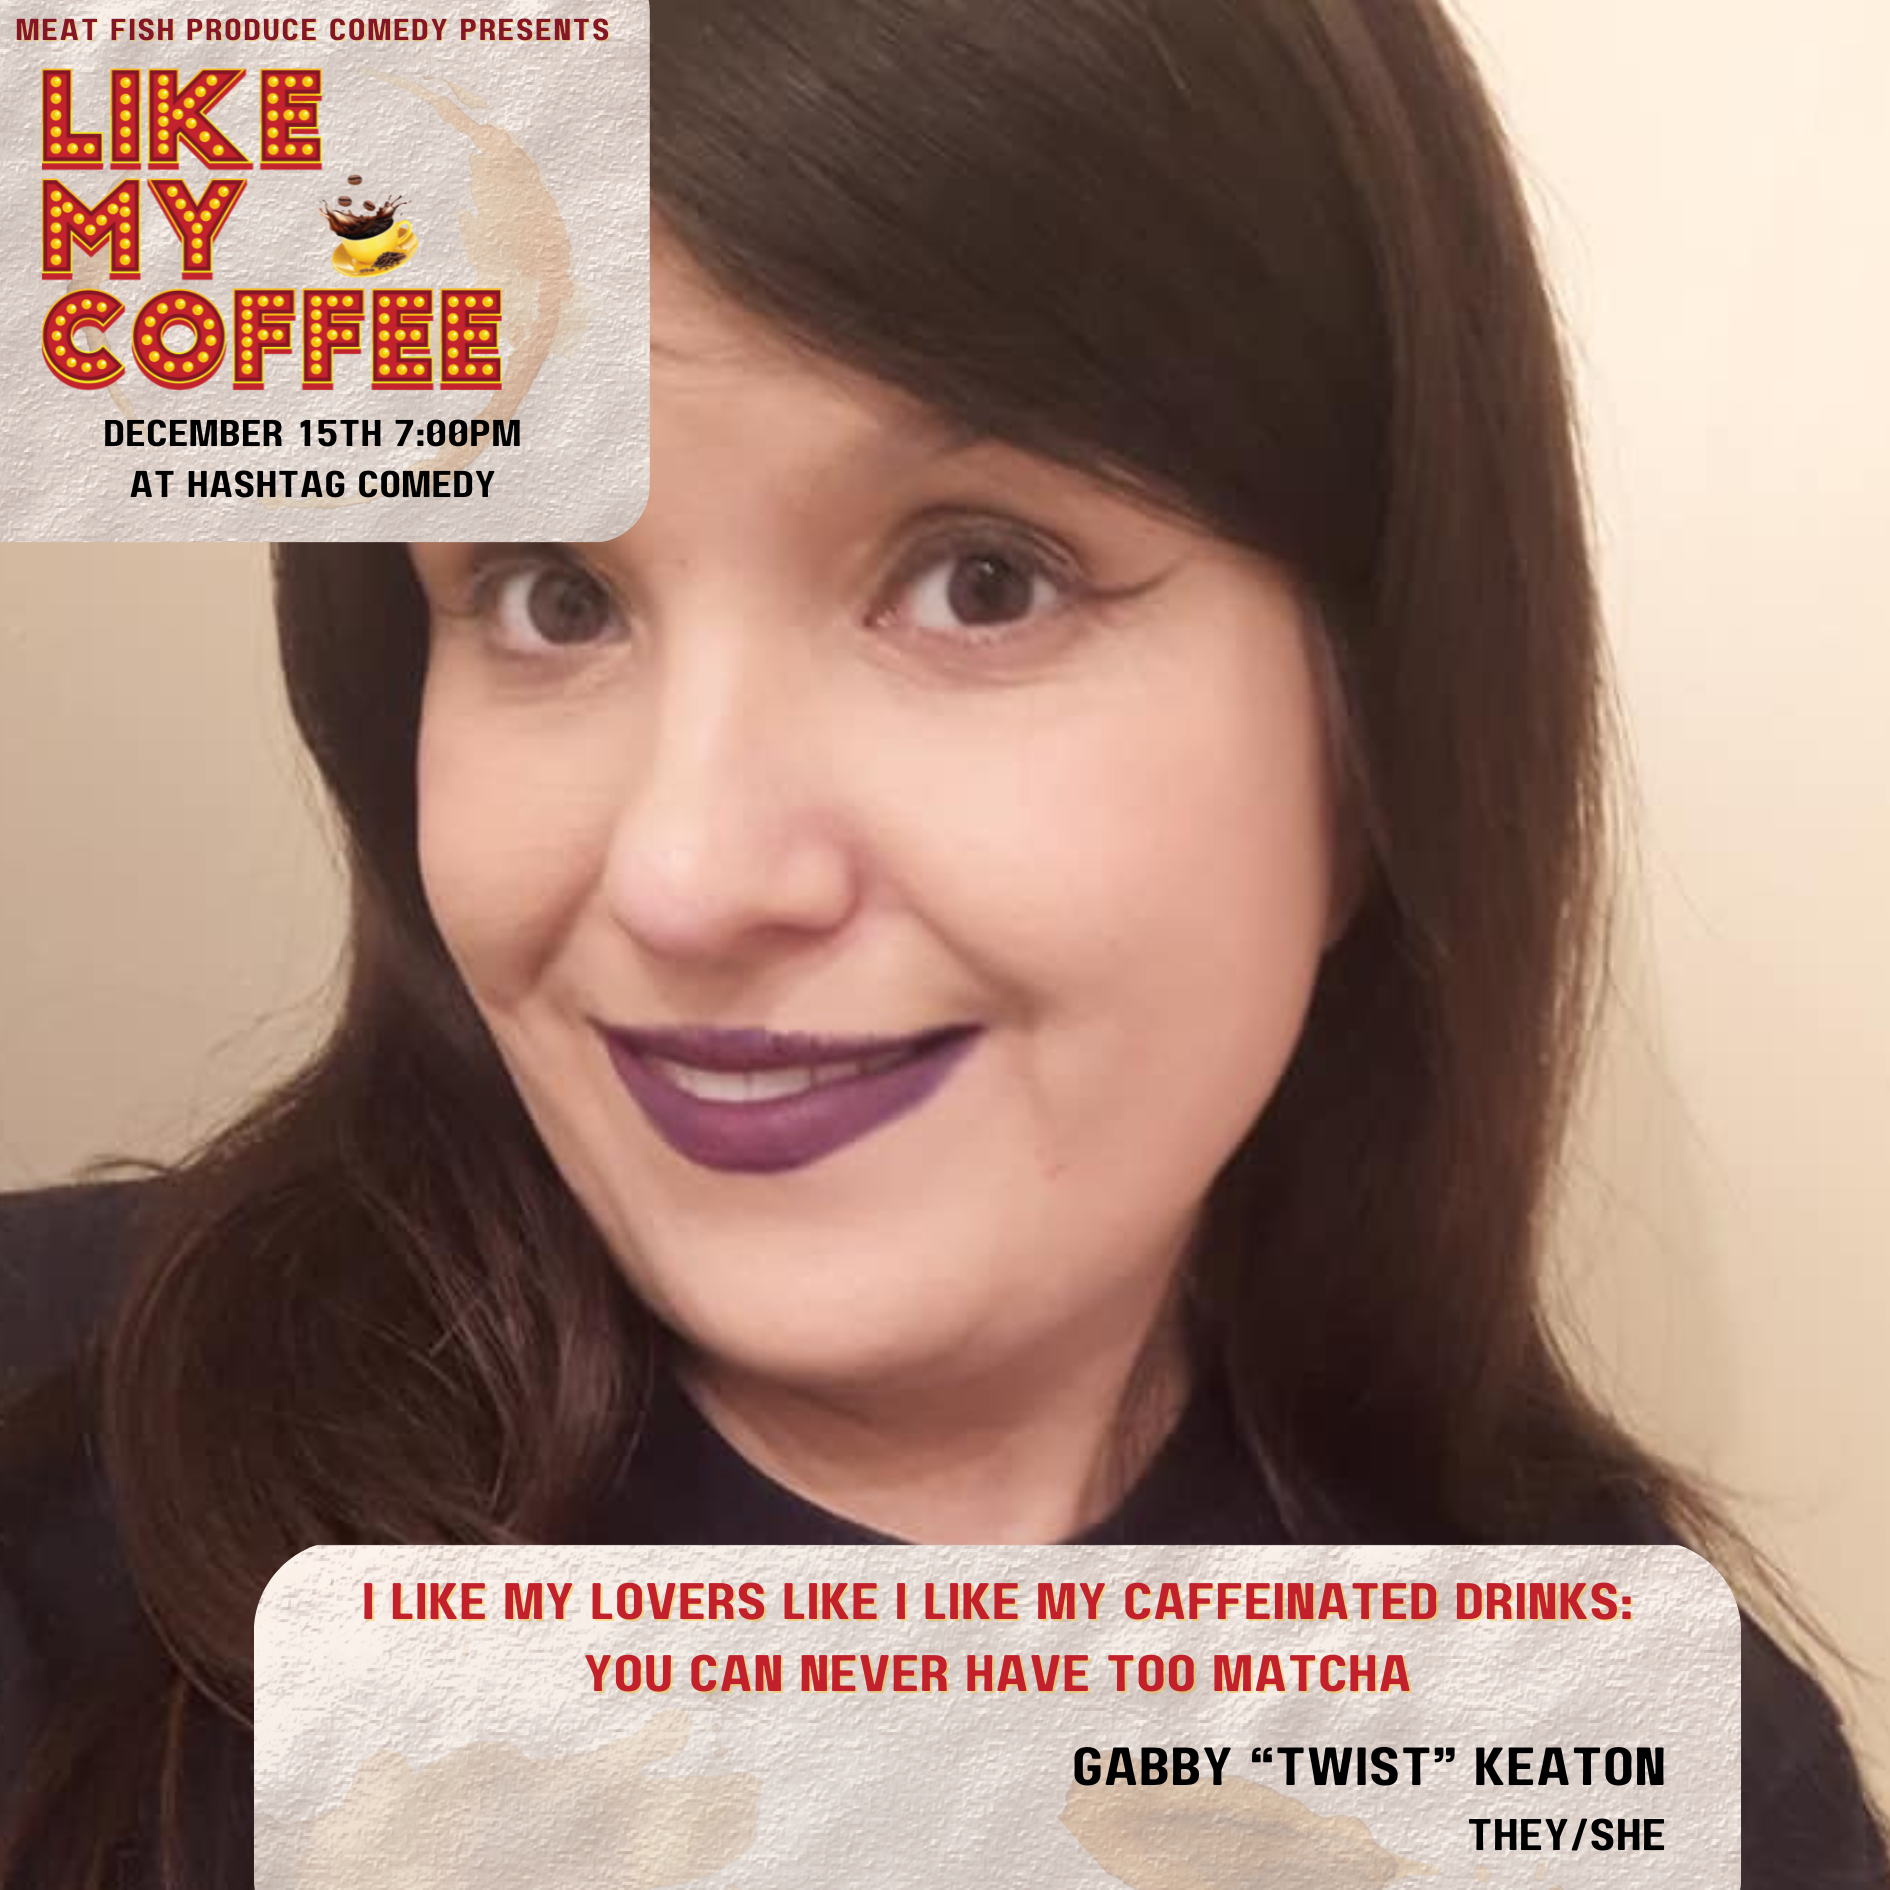 MEAT FISH PRODUCE COMEDY PRESENTS
LIKE
MY
COFFEE
DECEMBER 15TH 7:00PM
AT HASHTAG COMEDY
I LIKE MY LOVERS LIKE I LIKE MY CAFFEINATED DRINKS:
YOU CAN NEVER HAVE TOO MATCHA
GABBY “TWIST” KEATON
THEY/SHE